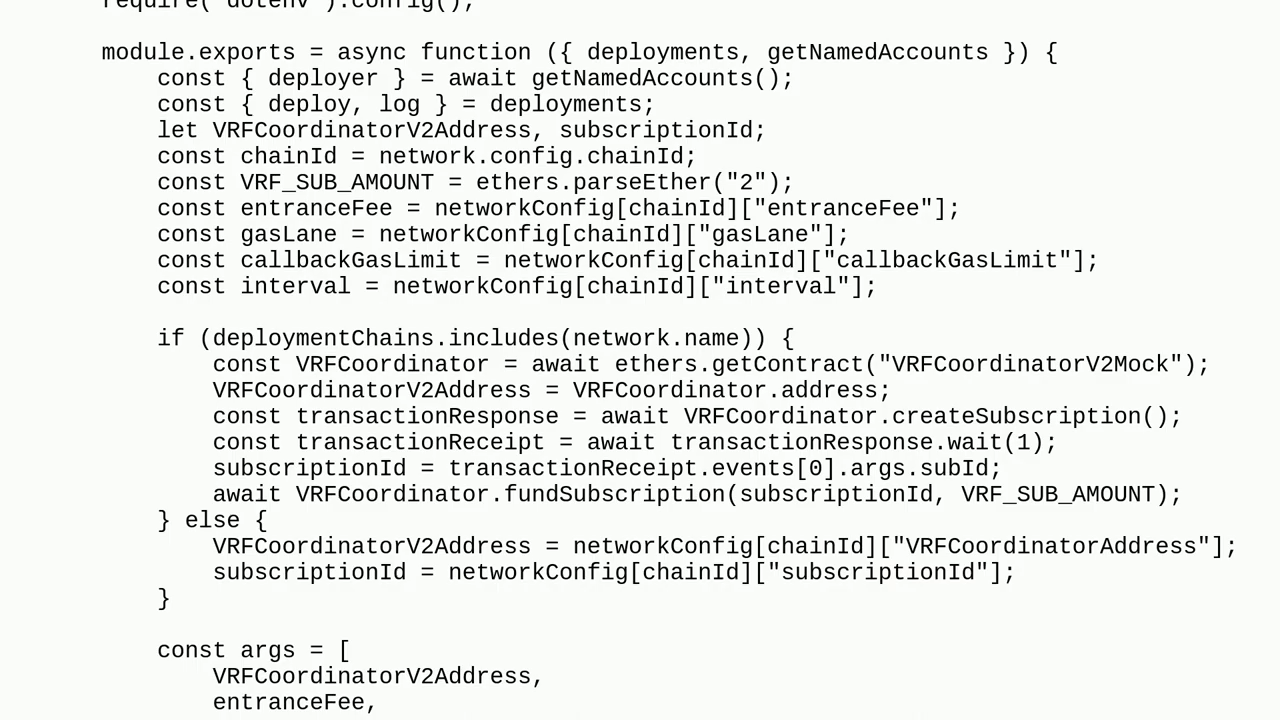 require("dotenv").config();
module.exports = async function ({ deployments, getNamedAccounts }) {
const { deployer } = await getNamedAccounts();
const { deploy, log } = deployments;
let VRFCoordinatorV2Address, subscriptionId;
const chainId = network.config.chainId;
const VRF_SUB_AMOUNT = ethers.parseEther("2");
const entranceFee = networkConfig[chainId]["entranceFee"];
const gasLane = networkConfig[chainId]["gasLane"];
const callbackGasLimit = networkConfig[chainId]["callbackGasLimit"];
const interval = networkConfig[chainId]["interval"];
if (deploymentChains.includes(network.name)) {
const VRFCoordinator = await ethers.getContract("VRFCoordinatorV2Mock");
VRFCoordinatorV2Address = VRFCoordinator.address;
const transactionResponse = await VRFCoordinator.createSubscription();
const transactionReceipt = await transactionResponse.wait(1);
subscriptionId = transactionReceipt.events[0].args.subId;
await VRFCoordinator.fundSubscription(subscriptionId, VRF_SUB_AMOUNT);
} else {
VRFCoordinatorV2Address = networkConfig[chainId]["VRFCoordinatorAddress"];
subscriptionId = networkConfig[chainId]["subscriptionId"];
}
const args = [
VRFCoordinatorV2Address,
entranceFee,